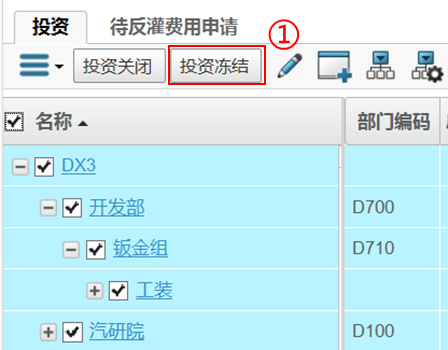 投资 待反灌费用申请
投资关闭 投资冻结 ①
名称 部门编码
DX3
开发部 D700
钣金组 D710
工装
汽研院 D100